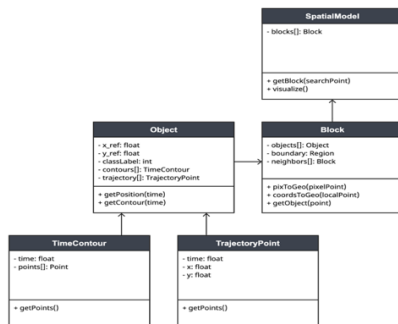 SpatialModel
- blocks[]: Block
+ getBlock(searchPoint)
+ visualize()
Object
- x_ref: float
- y_ref: float
- classLabel: int
- contours[]: TimeContour
- trajectory[]: TrajectoryPoint
+ getPosition(time)
+ getContour(time)
Block
- objects[]: Object
- boundary: Region
- neighbors[]: Block
+ pixToGeo(pixelPoint)
+ coordsToGeo(localPoint)
+ getObject(point)
TimeContour
- time: float
- points[]: Point
+ getPoints()
TrajectoryPoint
- time: float
- x: float
- y: float
+ getPoints()